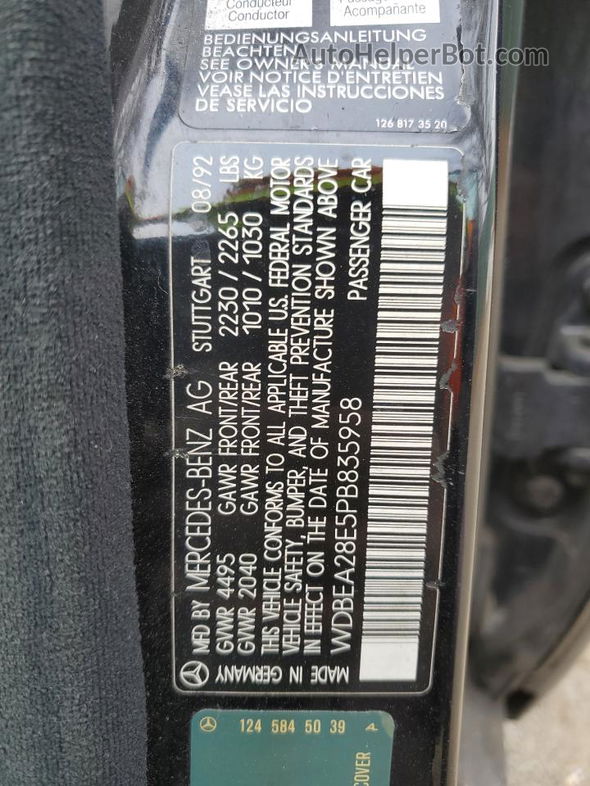 Conducteur
Conductor
Acompañante
BEDIENUNGSANLEITUNG
BEACHTEN
SEE OWNER'S MANUAL
VOIR NOTICE D'ENTRETIEN
VEASE LAS INSTRUCCIONES
DE SERVICIO
126 817 35 20
AutoHelperBot.com
MFD BY MERCEDES-BENZ AG STUTTGART 08/92
GVWR 4495 GAWR FRONT/REAR 2230 / 2265 LBS
GVWR 2040 GAWR FRONT/REAR 1010 / 1030 KG
THIS VEHICLE CONFORMS TO ALL APPLICABLE U.S. FEDERAL MOTOR
VEHICLE SAFETY, BUMPER, AND THEFT PREVENTION STANDARDS
IN EFFECT ON THE DATE OF MANUFACTURE SHOWN ABOVE
WDBEA28E5PB835958 PASSENGER CAR
MADE IN GERMANY
124 584 50 39 A
COVER